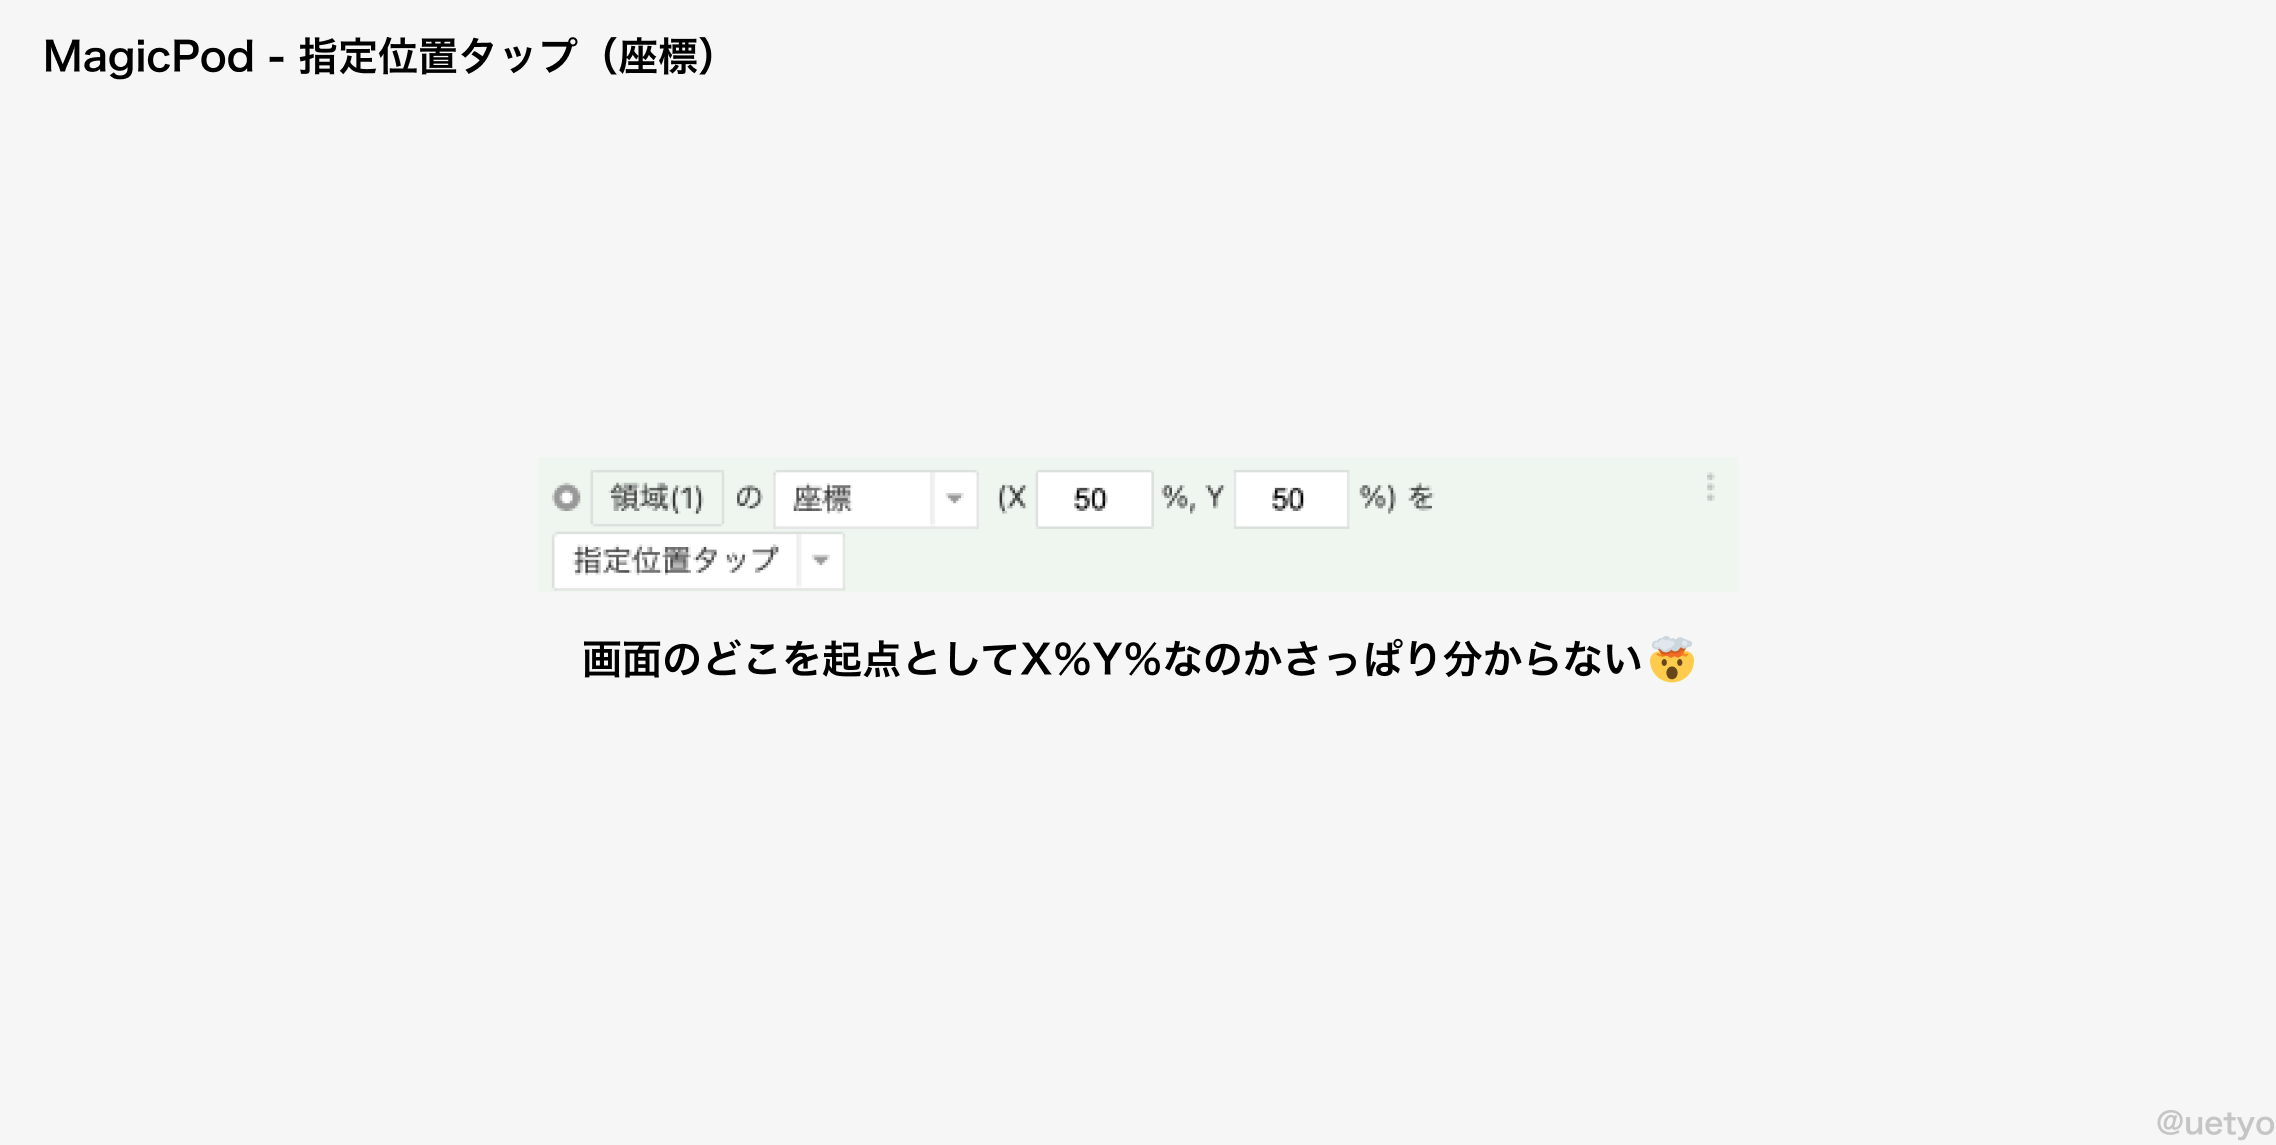 MagicPod - 指定位置タップ（座標）
領域(1) の 座標 (X 50 %, Y 50 %) を
指定位置タップ
画面のどこを起点としてX%Y%なのかさっぱり分からない🤯
@uetyo